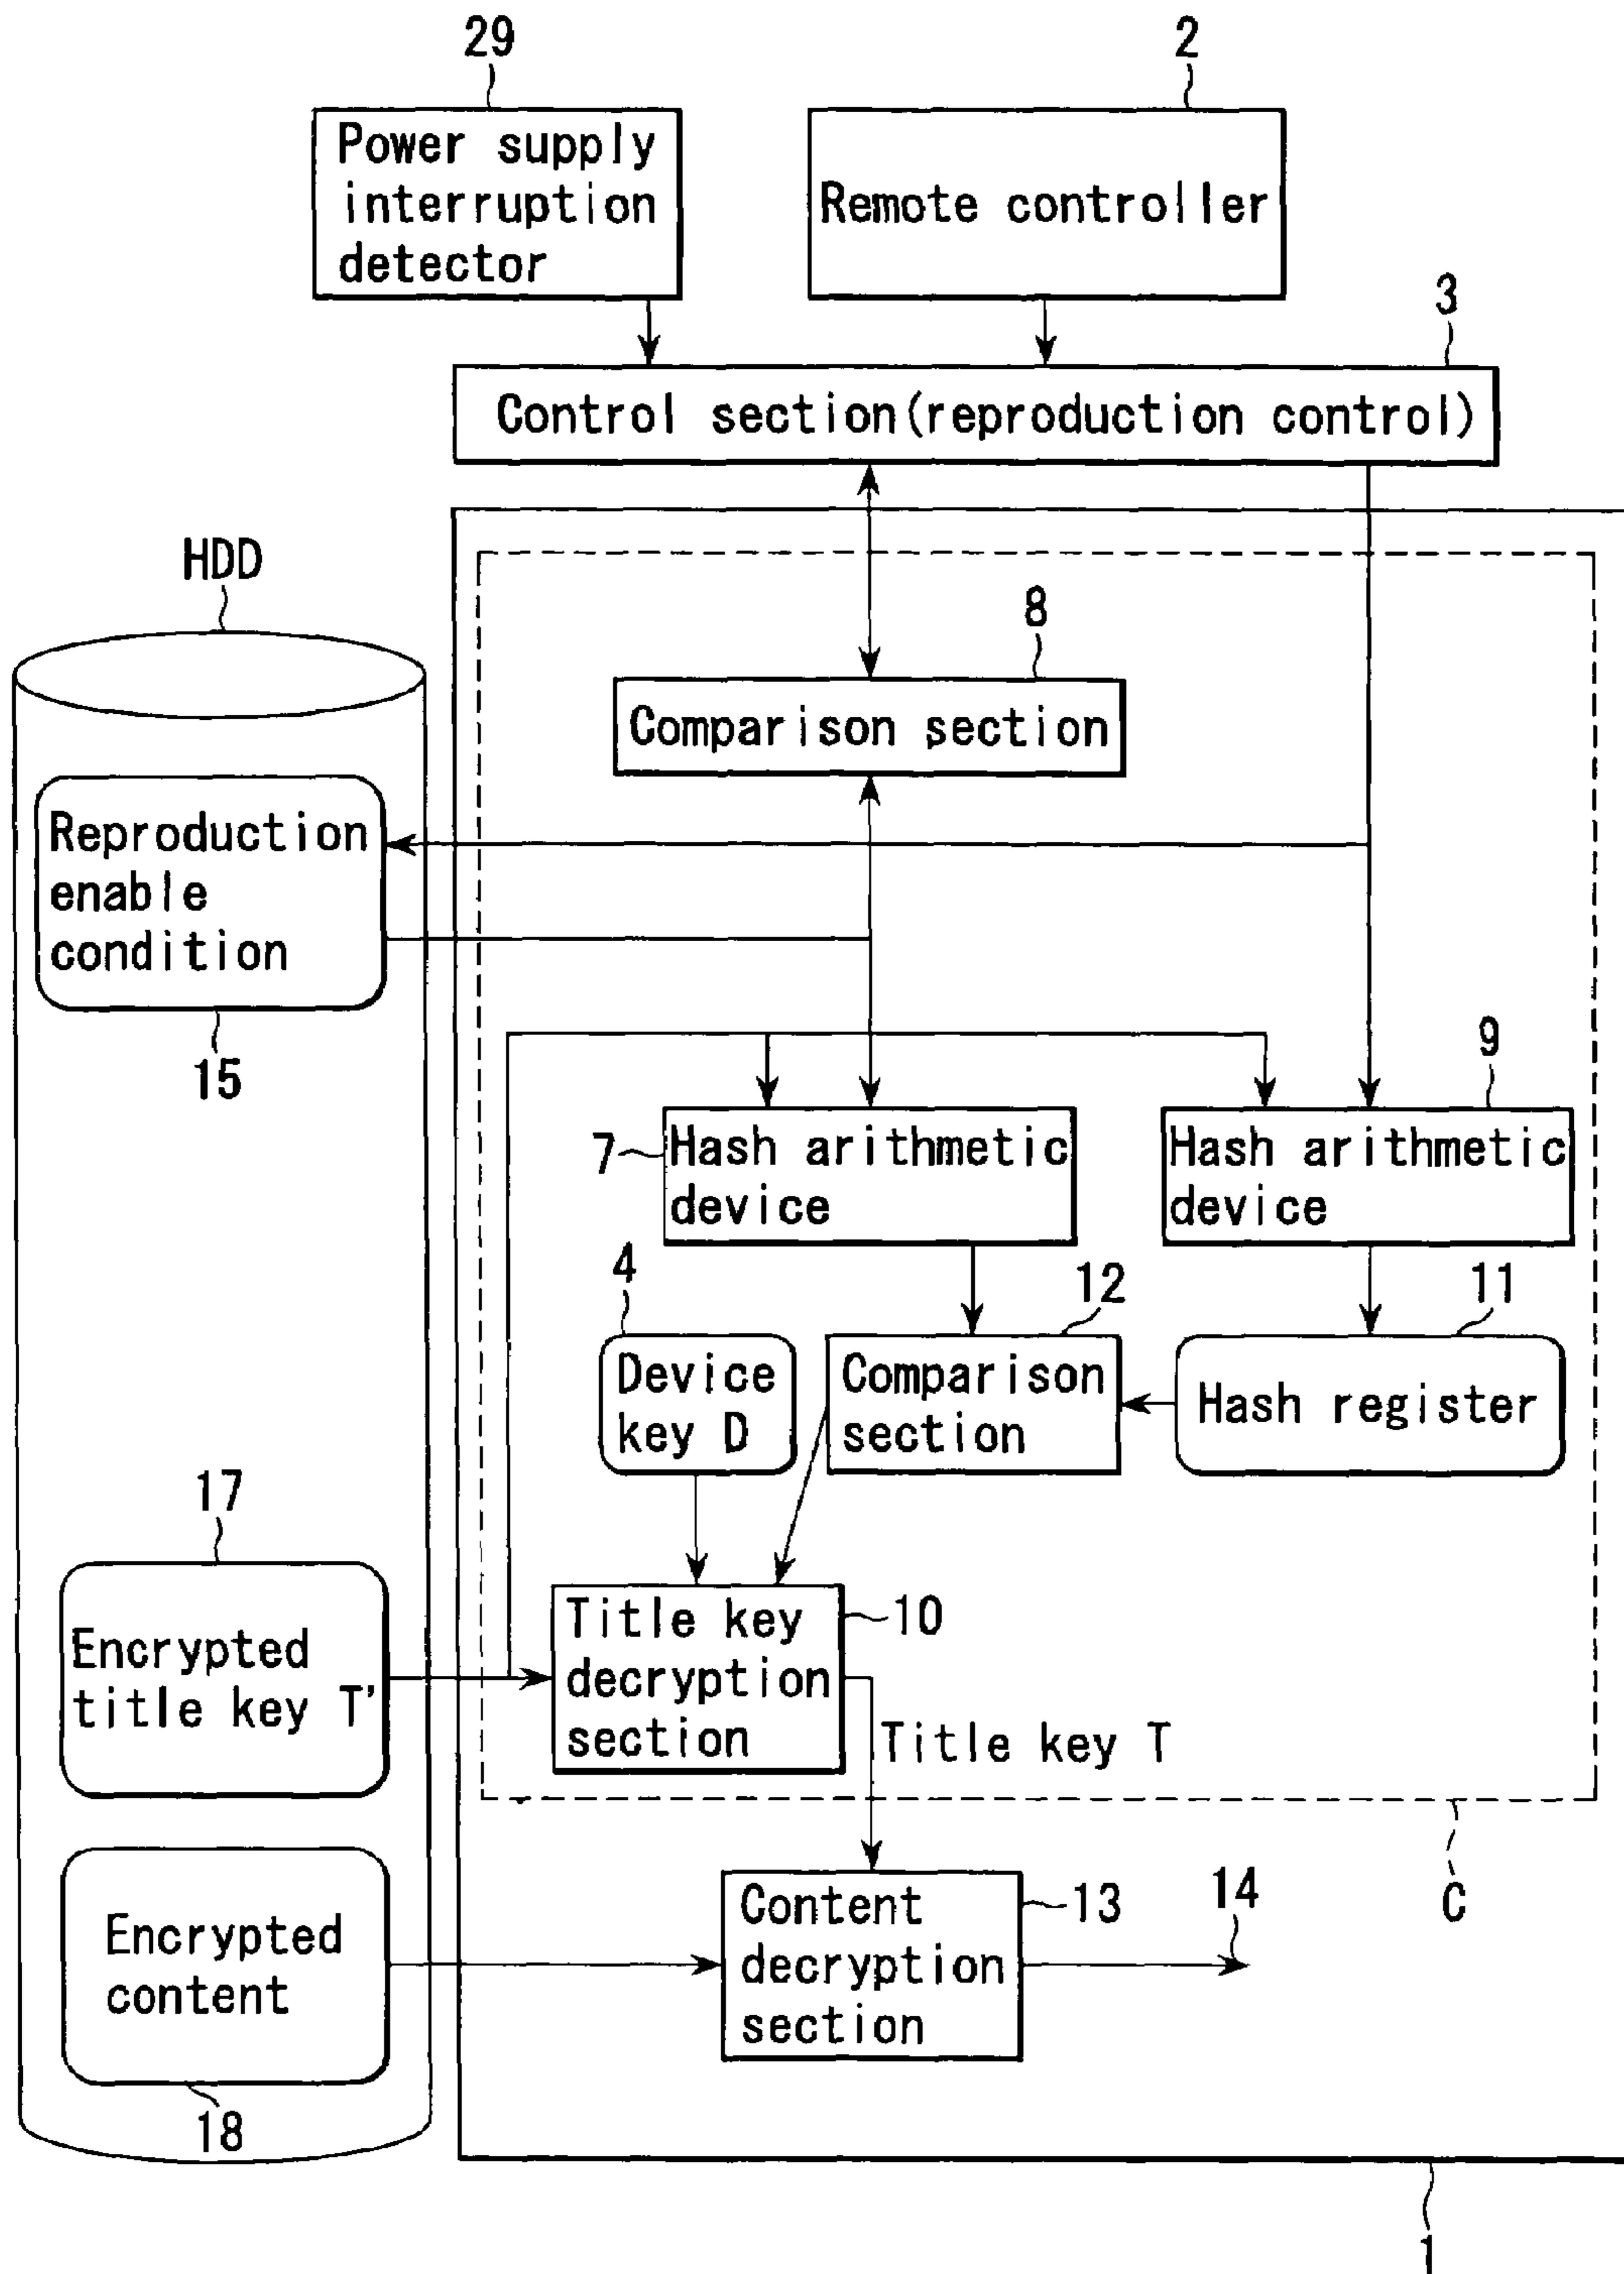 29
2
Power supply
interruption
detector
Remote controller
3
Control section(reproduction control)
HDD
8
Comparison section
Reproduction
enable
condition
15
9
7
Hash arithmetic
device
Hash arithmetic
device
4
12
11
Device
key D
Comparison
section
Hash register
17
Encrypted
title key T'
Title key
decryption
section
10
Title key T
C
Encrypted
content
18
Content
decryption
section
13
14
1